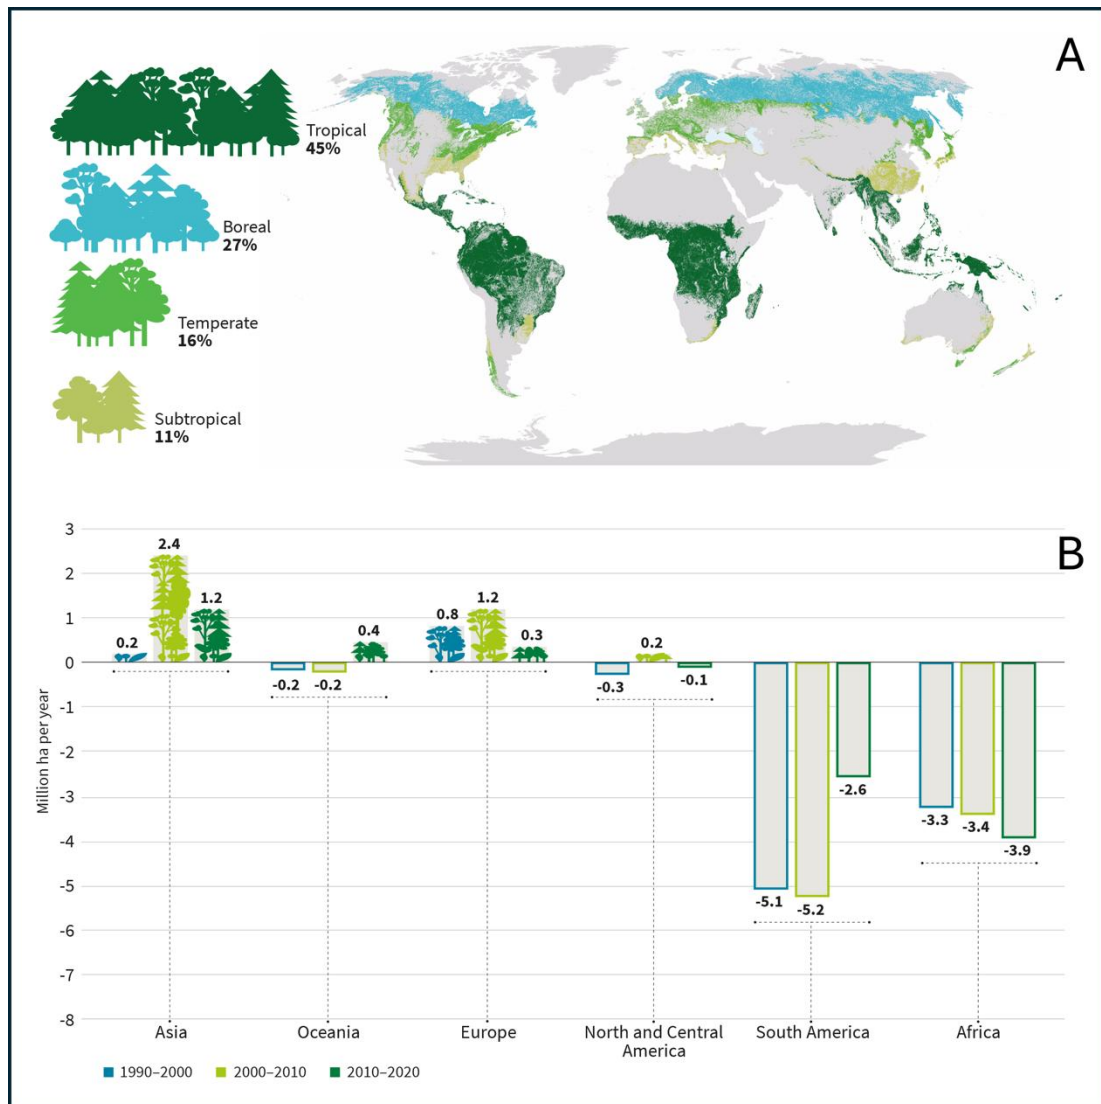 A
Tropical
45%
Boreal
27%
Temperate
16%
Subtropical
11%
B
Million ha per year
3
2
1
0
-1
-2
-3
-4
-5
-6
-7
-8
0.2
2.4
1.2
-0.2
-0.2
0.4
0.8
1.2
0.3
-0.3
0.2
-0.1
-5.1
-5.2
-2.6
-3.3
-3.4
-3.9
Asia
Oceania
Europe
North and Central
America
South America
Africa
1990–2000
2000–2010
2010–2020